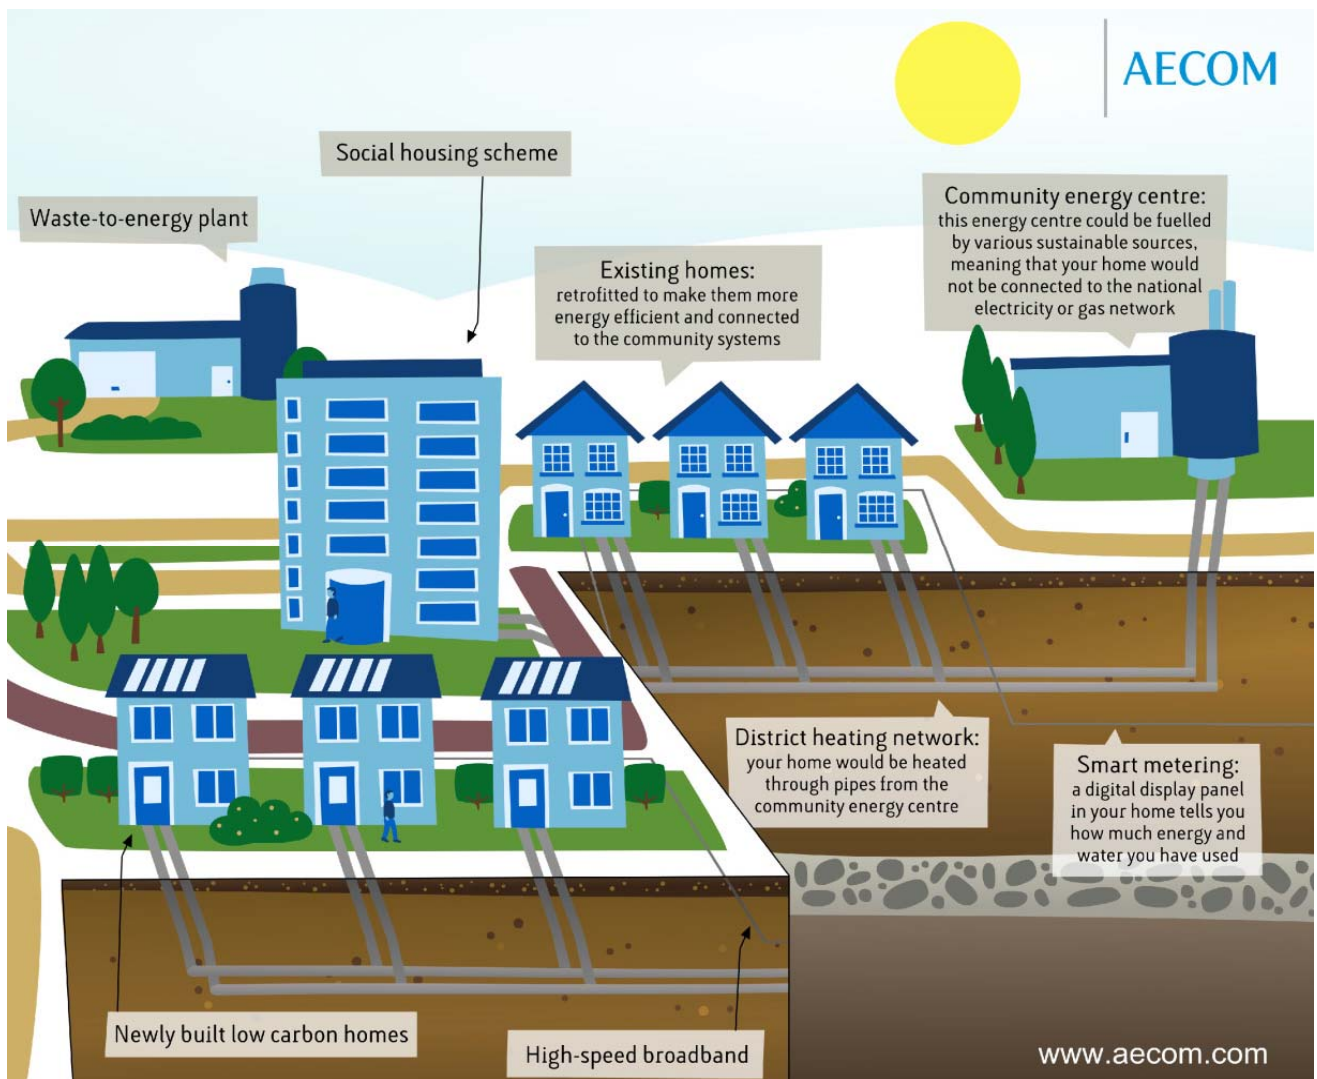 AECOM
Social housing scheme
Waste-to-energy plant
Community energy centre:
this energy centre could be fuelled
by various sustainable sources,
meaning that your home would
not be connected to the national
electricity or gas network
Existing homes:
retrofitted to make them more
energy efficient and connected
to the community systems
District heating network:
your home would be heated
through pipes from the
community energy centre
Smart metering:
a digital display panel
in your home tells you
how much energy and
water you have used
Newly built low carbon homes
High-speed broadband
www.aecom.com